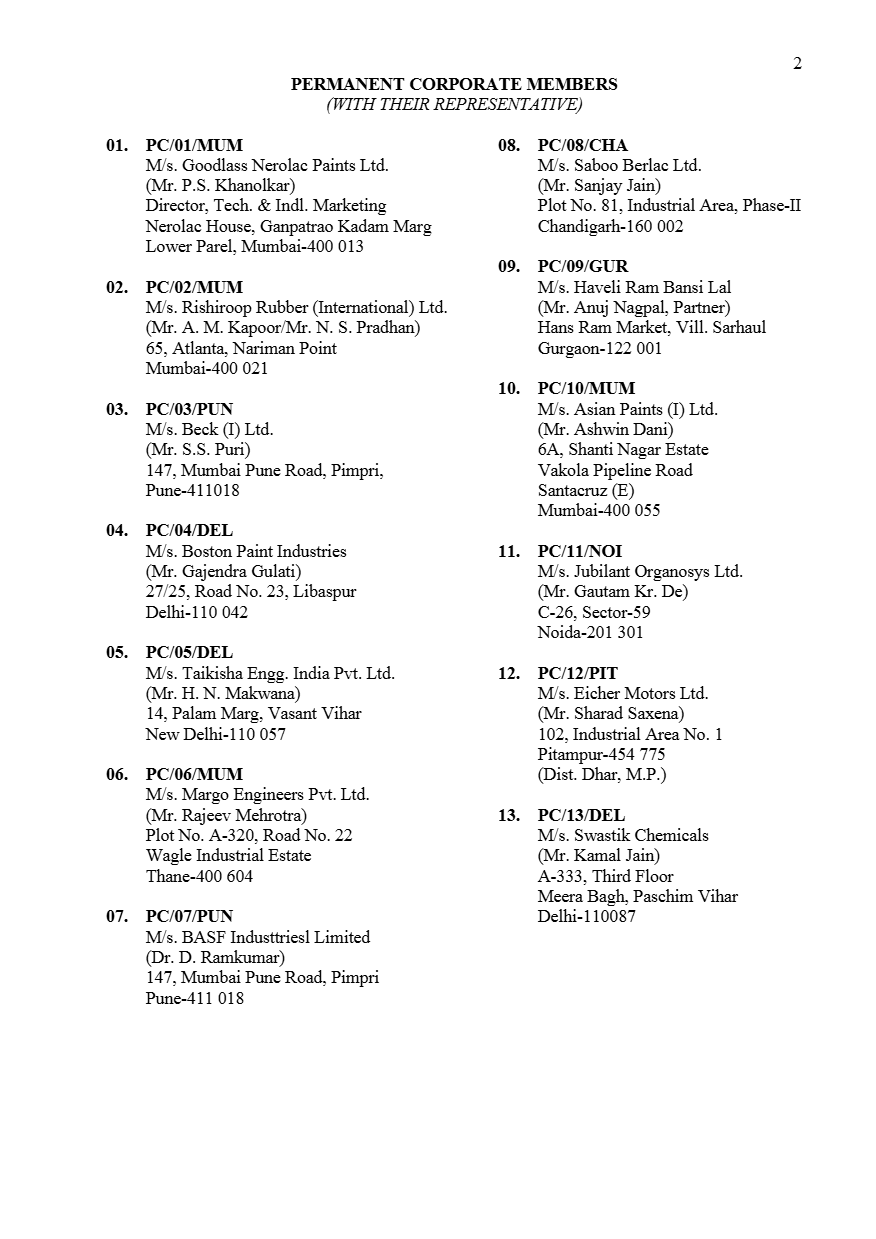 2
PERMANENT CORPORATE MEMBERS
(WITH THEIR REPRESENTATIVE)
01. PC/01/MUM
M/s. Goodlass Nerolac Paints Ltd.
(Mr. P.S. Khanolkar)
Director, Tech. & Indl. Marketing
Nerolac House, Ganpatrao Kadam Marg
Lower Parel, Mumbai-400 013
02. PC/02/MUM
M/s. Rishiroop Rubber (International) Ltd.
(Mr. A. M. Kapoor/Mr. N. S. Pradhan)
65, Atlanta, Nariman Point
Mumbai-400 021
03. PC/03/PUN
M/s. Beck (I) Ltd.
(Mr. S.S. Puri)
147, Mumbai Pune Road, Pimpri,
Pune-411018
04. PC/04/DEL
M/s. Boston Paint Industries
(Mr. Gajendra Gulati)
27/25, Road No. 23, Libaspur
Delhi-110 042
05. PC/05/DEL
M/s. Taikisha Engg. India Pvt. Ltd.
(Mr. H. N. Makwana)
14, Palam Marg, Vasant Vihar
New Delhi-110 057
06. PC/06/MUM
M/s. Margo Engineers Pvt. Ltd.
(Mr. Rajeev Mehrotra)
Plot No. A-320, Road No. 22
Wagle Industrial Estate
Thane-400 604
07. PC/07/PUN
M/s. BASF Industtriesl Limited
(Dr. D. Ramkumar)
147, Mumbai Pune Road, Pimpri
Pune-411 018
08. PC/08/CHA
M/s. Saboo Berlac Ltd.
(Mr. Sanjay Jain)
Plot No. 81, Industrial Area, Phase-II
Chandigarh-160 002
09. PC/09/GUR
M/s. Haveli Ram Bansi Lal
(Mr. Anuj Nagpal, Partner)
Hans Ram Market, Vill. Sarhaul
Gurgaon-122 001
10. PC/10/MUM
M/s. Asian Paints (I) Ltd.
(Mr. Ashwin Dani)
6A, Shanti Nagar Estate
Vakola Pipeline Road
Santacruz (E)
Mumbai-400 055
11. PC/11/NOI
M/s. Jubilant Organosys Ltd.
(Mr. Gautam Kr. De)
C-26, Sector-59
Noida-201 301
12. PC/12/PIT
M/s. Eicher Motors Ltd.
(Mr. Sharad Saxena)
102, Industrial Area No. 1
Pitampur-454 775
(Dist. Dhar, M.P.)
13. PC/13/DEL
M/s. Swastik Chemicals
(Mr. Kamal Jain)
A-333, Third Floor
Meera Bagh, Paschim Vihar
Delhi-110087